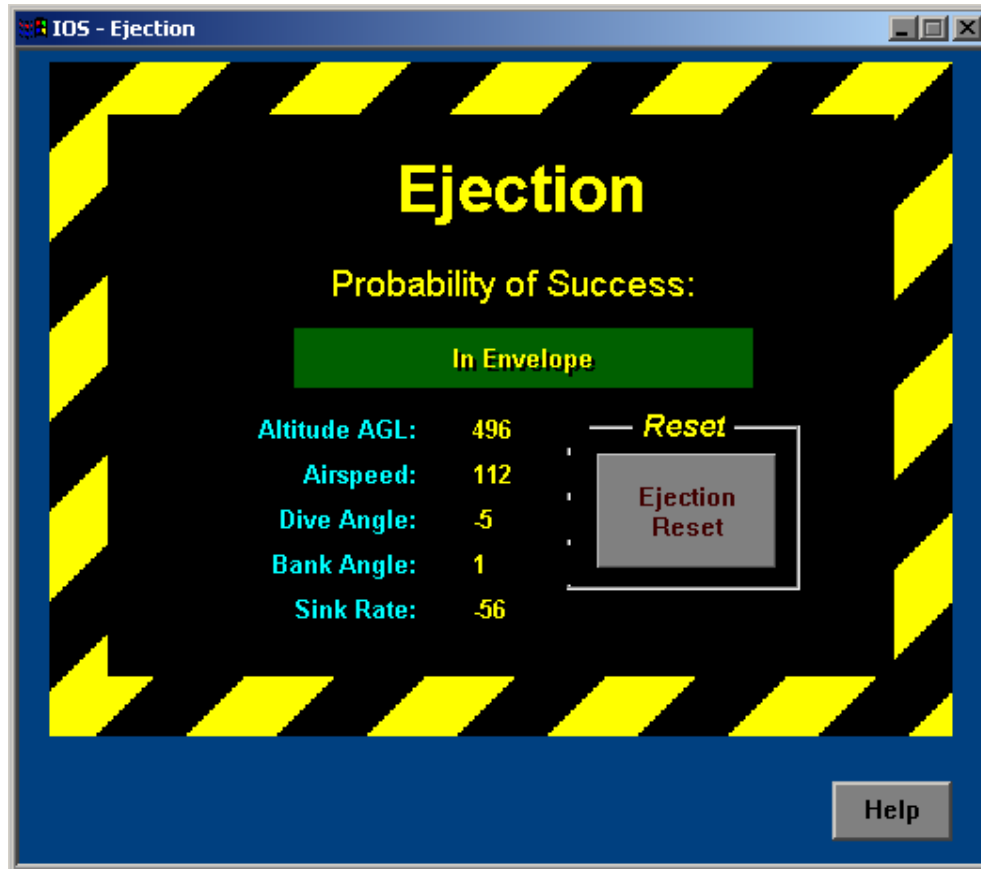 IOS - Ejection
Ejection
Probability of Success:
In Envelope
Altitude AGL: 496
Airspeed: 112
Dive Angle: -5
Bank Angle: 1
Sink Rate: -56
Reset
Ejection
Reset
Help